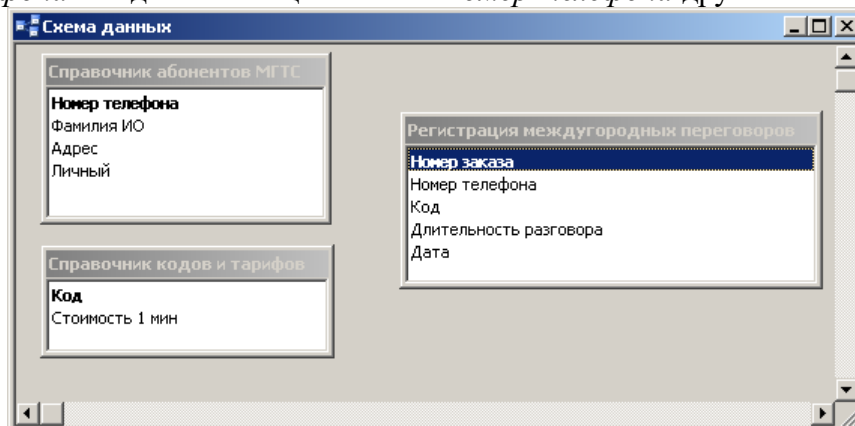 Схема данных
Справочник абонентов МГТС
Номер телефона
Фамилия ИО
Адрес
Личный
Регистрация междугородных переговоров
Номер заказа
Номер телефона
Код
Длительность разговора
Дата
Справочник кодов и тарифов
Код
Стоимость 1 мин